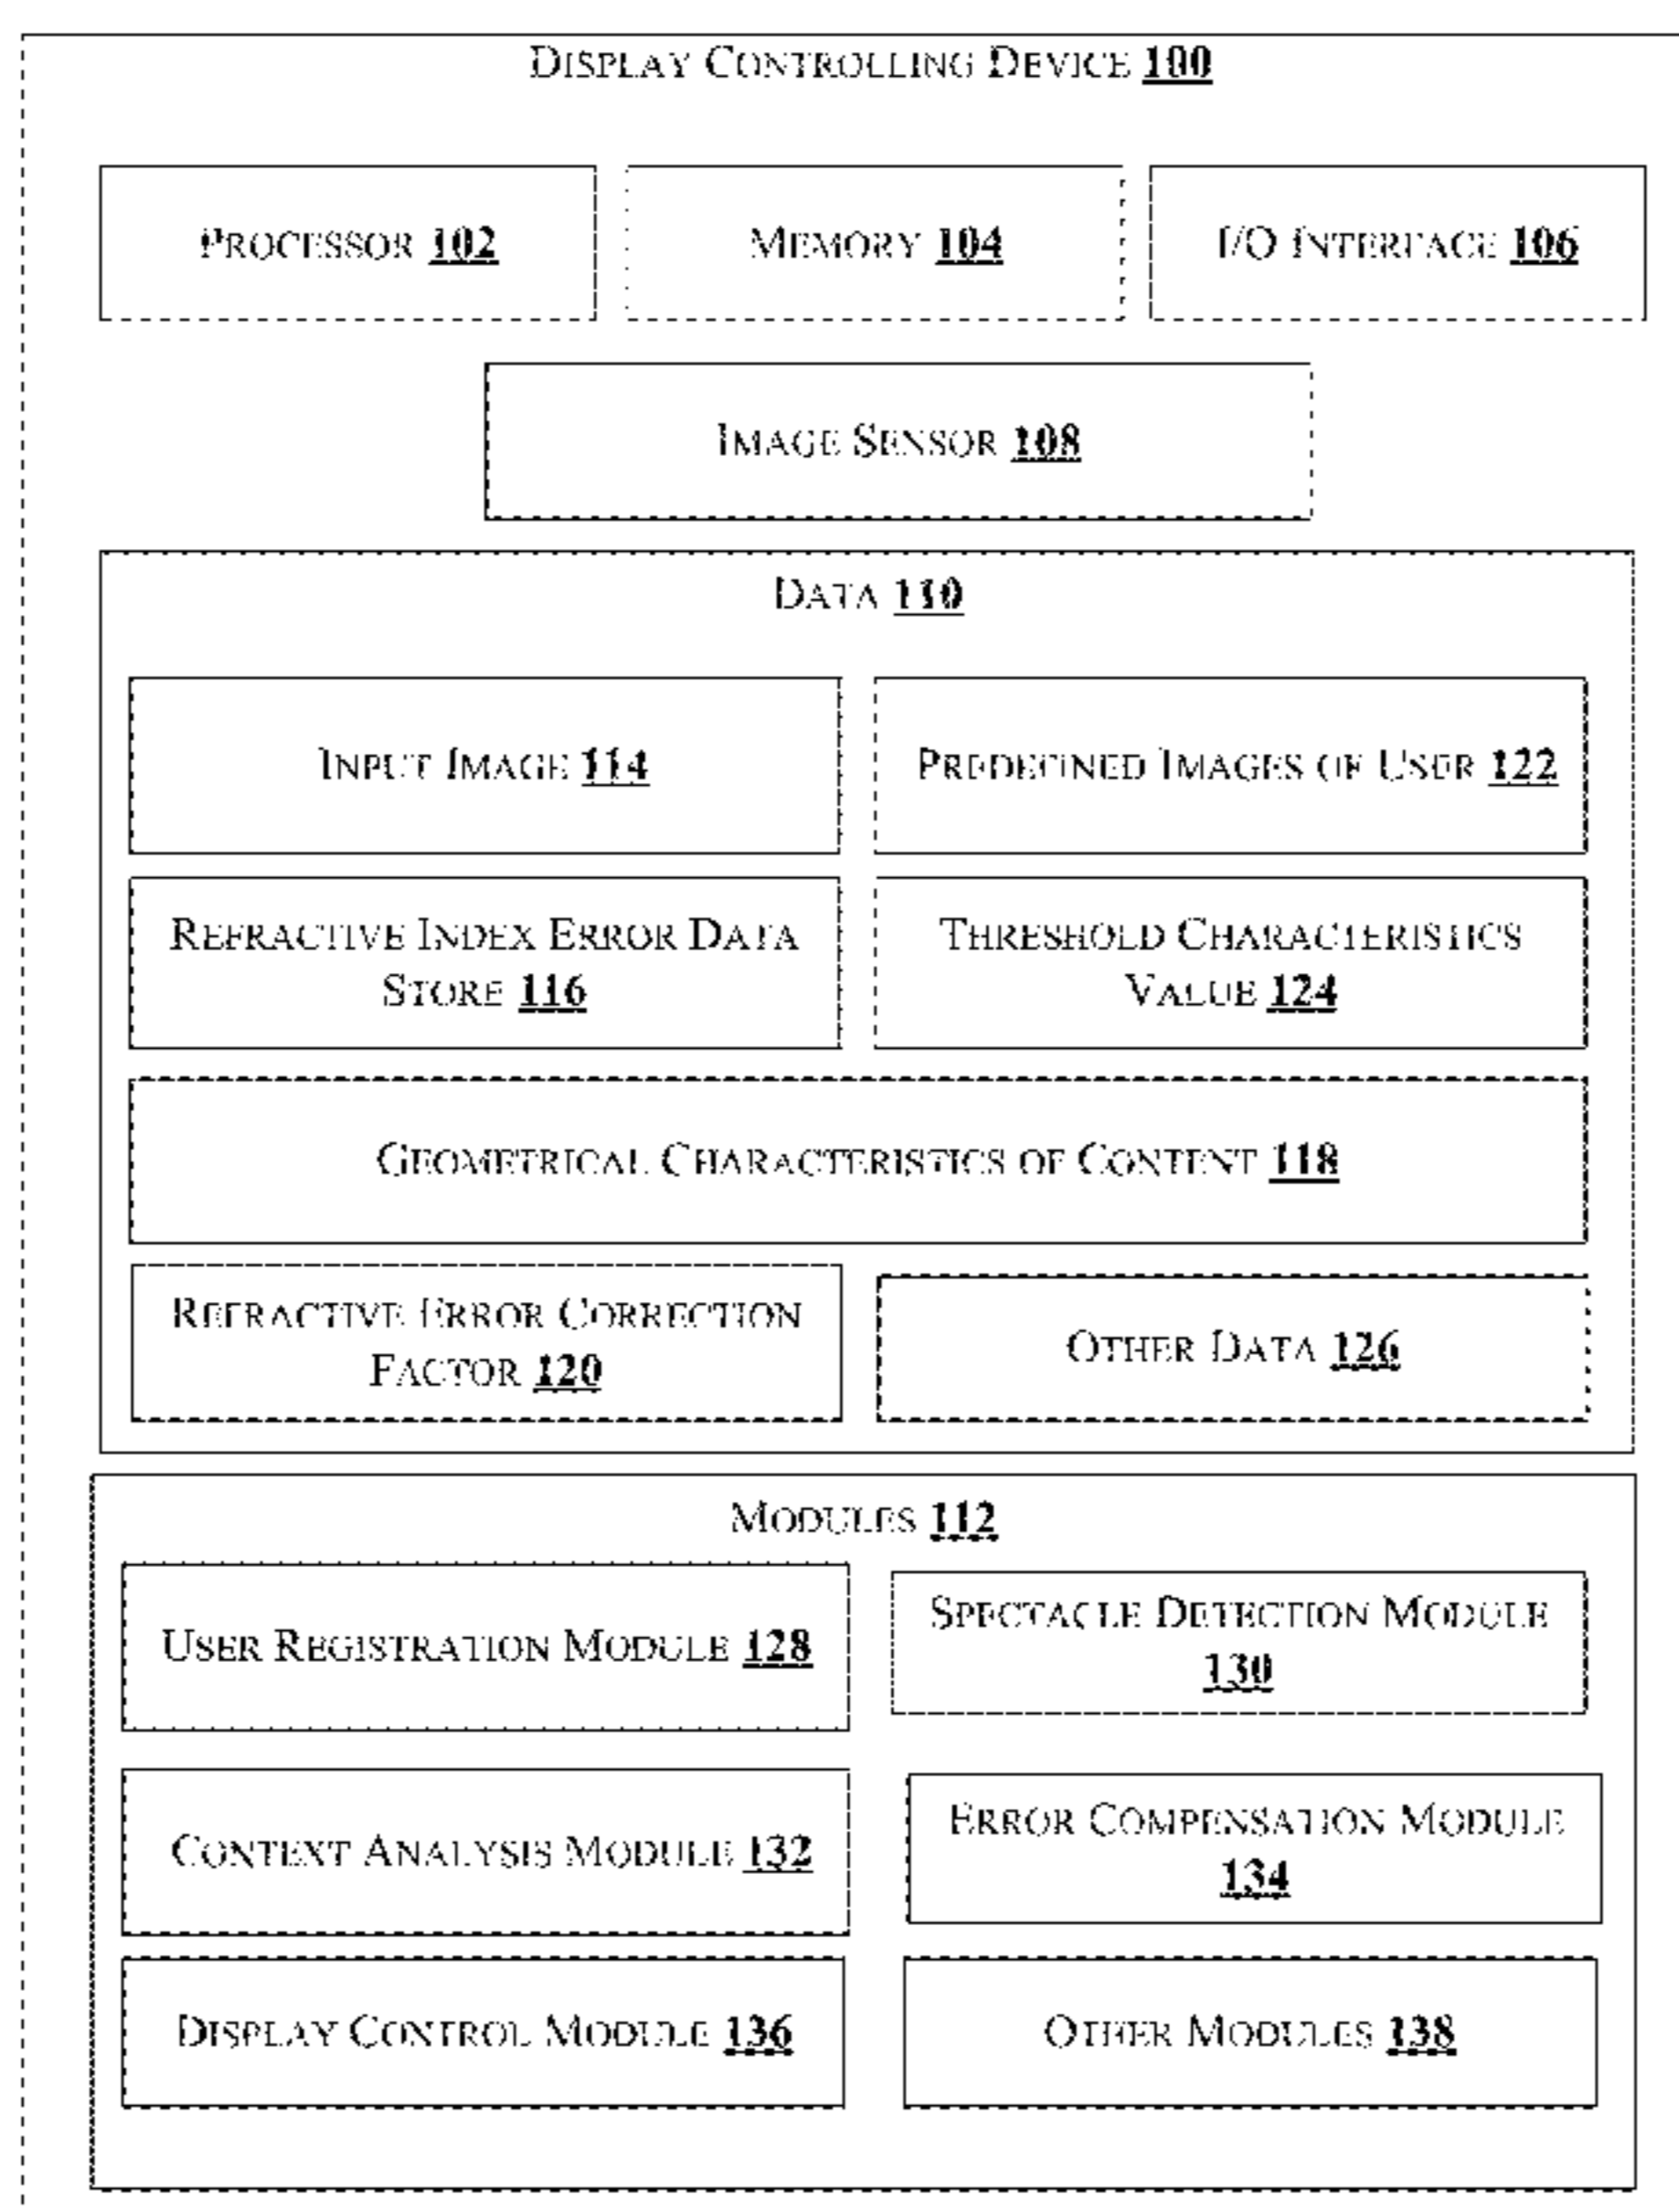 DISPLAY CONTROLLING DEVICE 100
PROCESSOR 102
MEMORY 104
I/O INTERFACE 106
IMAGE SENSOR 108
DATA 110
INPUT IMAGE 114
PREDEFINED IMAGES OF USER 122
REFRACTIVE INDEX ERROR DATA
STORE 116
THRESHOLD CHARACTERISTICS
VALUE 124
GEOMETRICAL CHARACTERISTICS OF CONTENT 118
REFRACTIVE ERROR CORRECTION
FACTOR 120
OTHER DATA 126
MODULES 112
USER REGISTRATION MODULE 128
SPECTACLE DETECTION MODULE
130
CONTEXT ANALYSIS MODULE 132
ERROR COMPENSATION MODULE
134
DISPLAY CONTROL MODULE 136
OTHER MODULES 138